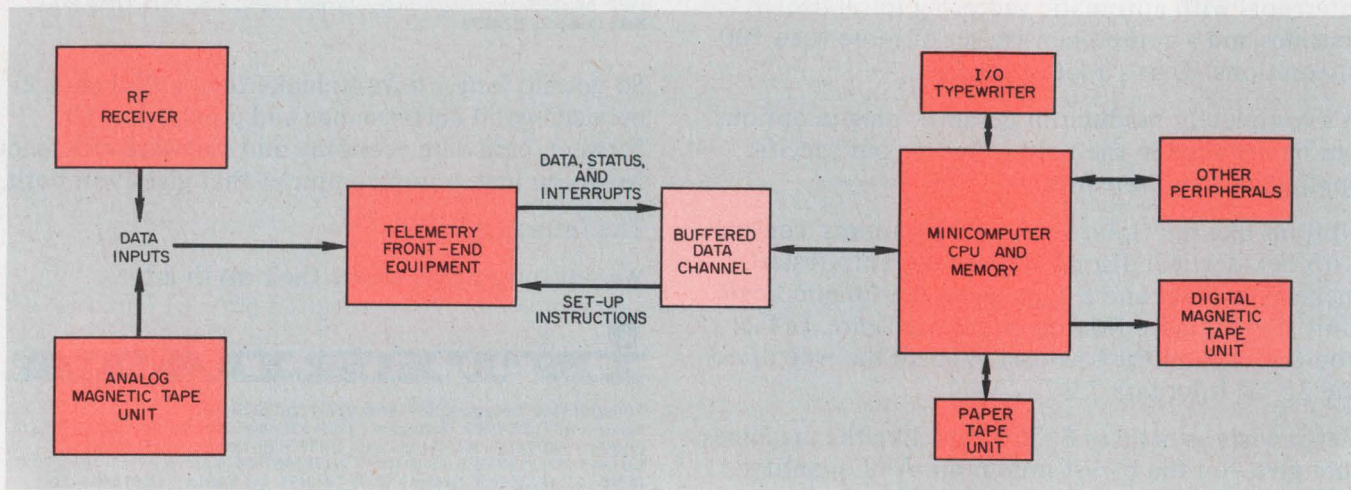 RF
RECEIVER
DATA
INPUTS
ANALOG
MAGNETIC TAPE
UNIT
TELEMETRY
FRONT-END
EQUIPMENT
DATA, STATUS,
AND
INTERRUPTS
SET-UP
INSTRUCTIONS
BUFFERED
DATA
CHANNEL
I/O
TYPEWRITER
MINICOMPUTER
CPU AND
MEMORY
OTHER
PERIPHERALS
DIGITAL
MAGNETIC TAPE
UNIT
PAPER
TAPE
UNIT